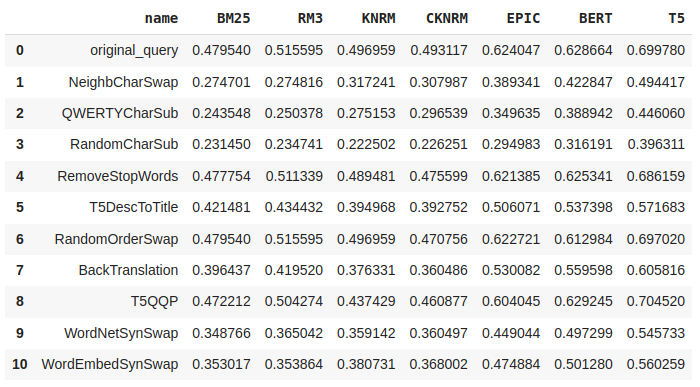 name BM25 RM3 KNRM CKNRM EPIC BERT T5
0 original_query 0.479540 0.515595 0.496959 0.493117 0.624047 0.628664 0.699780
1 NeighbCharSwap 0.274701 0.274816 0.317241 0.307987 0.389341 0.422847 0.494417
2 QWERTYCharSub 0.243548 0.250378 0.275153 0.296539 0.349635 0.388942 0.446060
3 RandomCharSub 0.231450 0.234741 0.222502 0.226251 0.294983 0.316191 0.396311
4 RemoveStopWords 0.477754 0.511339 0.489481 0.475599 0.621385 0.625341 0.686159
5 T5DescToTitle 0.421481 0.434432 0.394968 0.392752 0.506071 0.537398 0.571683
6 RandomOrderSwap 0.479540 0.515595 0.496959 0.470756 0.622721 0.612984 0.697020
7 BackTranslation 0.396437 0.419520 0.376331 0.360486 0.530082 0.559598 0.605816
8 T5QQP 0.472212 0.504274 0.437429 0.460877 0.604045 0.629245 0.704520
9 WordNetSynSwap 0.348766 0.365042 0.359142 0.360497 0.449044 0.497299 0.545733
10 WordEmbedSynSwap 0.353017 0.353864 0.380731 0.368002 0.474884 0.501280 0.560259